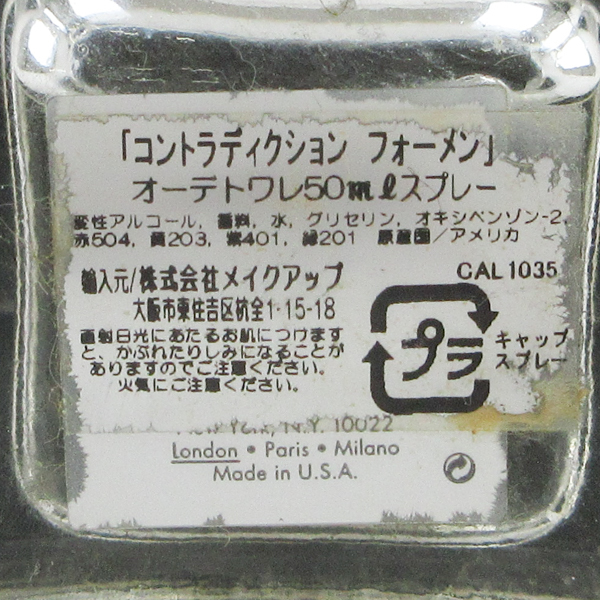 「コントラディクション フォーメン」
オーデトワレ50mlスプレー
変性アルコール, 香料, 水, グリセリン, オキシベンゾン-2,
赤504, 黄203, 紫401, 緑201 原産国/アメリカ
輸入元/株式会社メイクアップ
CAL1035
大阪市東住吉区杭全1-15-18
直射日光にあたるお肌につけます
と、かぶれたりしみになることが
ありますのでご注意ください。
火気にご注意ください。
プラ
キャップ
スプレー
New York, N.Y. 10022
London • Paris • Milano
Made in U.S.A.